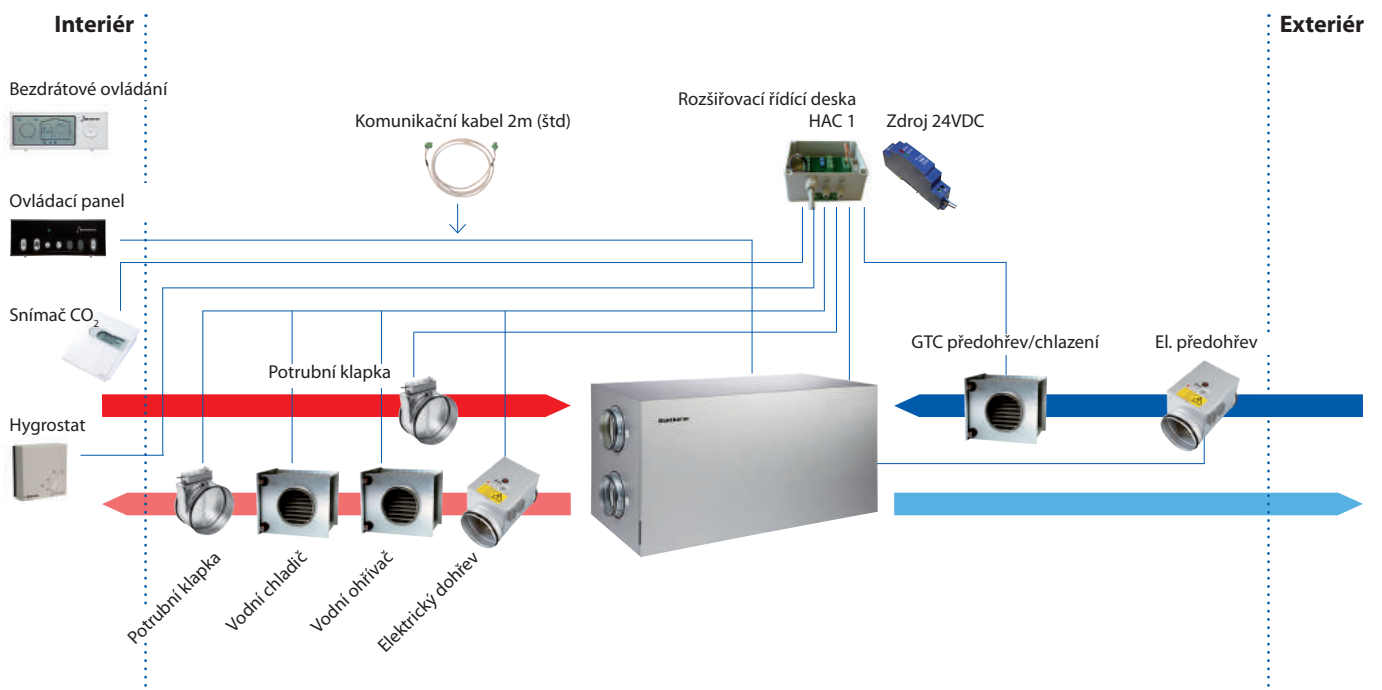 Interiér
Exteriér
Bezdrátové ovládání
Rozšiřovací řídící deska
HAC 1
Zdroj 24VDC
Komunikační kabel 2m (štd)
Ovládací panel
Snímač CO2
GTC předohřev/chlazení
El. předohřev
Potrubní klapka
Hygrostat
Potrubní klapka
Vodní chladič
Vodní ohřívač
Elektrický dohřev